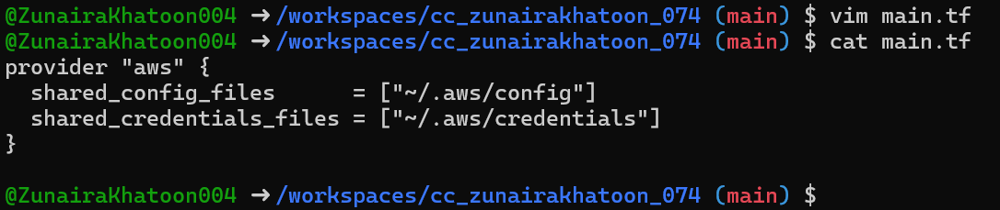 @ZunairaKhatoon004 ➜ /workspaces/cc_zunairakhatoon_074 (main) $ vim main.tf
@ZunairaKhatoon004 ➜ /workspaces/cc_zunairakhatoon_074 (main) $ cat main.tf
provider "aws" {
  shared_config_files      = ["~/.aws/config"]
  shared_credentials_files = ["~/.aws/credentials"]
}
@ZunairaKhatoon004 ➜ /workspaces/cc_zunairakhatoon_074 (main) $